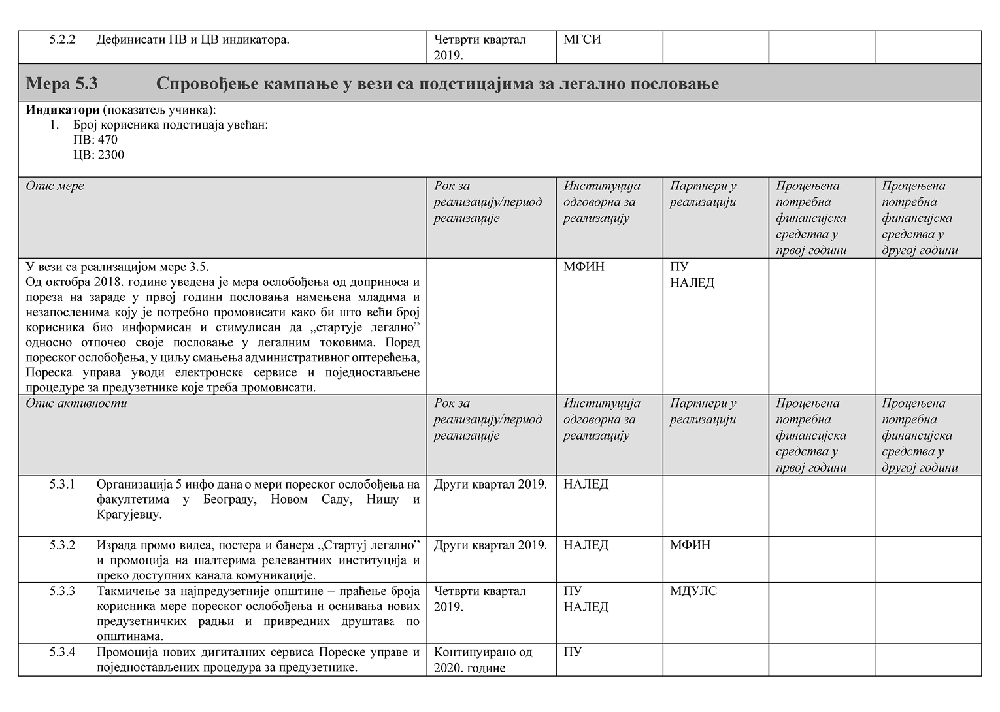 5.2.2 Дефинисати ПВ и ЦВ индикатора. Четврти квартал МГСИ
2019.
Мера 5.3 Спровођење кампање у вези са подстицајима за легално пословање
Индикатори (показатељ учинка):
1. Број корисника подстицаја увећан:
ПВ: 470
ЦВ: 2300
Опис мере
Рок за
реализацију/период
реализације
Институција
одговорна за
реализацију
Партнери у
реализацији
Процењена
потребна
финансијска
средства у
првој години
Процењена
потребна
финансијска
средства у
другој години
У вези са реализацијом мере 3.5.
Од октобра 2018. године уведена је мера ослобођења од доприноса и
пореза на зараде у првој години пословања намењена младима и
незапосленима коју је потребно промовисати како би што већи број
корисника био информисан и стимулисан да „стартује легално”
односно отпочео своје пословање у легалним токовима. Поред
пореског ослобођења, у циљу смањења административног оптерећења,
Пореска управа уводи електронске сервисе и поједностављене
процедуре за предузетнике које треба промовисати.
МФИН
ПУ
НАЛЕД
Опис активности
Рок за
реализацију/период
реализације
Институција
одговорна за
реализацију
Партнери у
реализацији
Процењена
потребна
финансијска
средства у
првој години
Процењена
потребна
финансијска
средства у
другој години
5.3.1 Организација 5 инфо дана о мери пореског ослобођења на
факултетима у Београду, Новом Саду, Нишу и
Крагујевцу.
Други квартал 2019.
НАЛЕД
5.3.2 Израда промо видеа, постера и банера „Стартуј легално”
и промоција на шалтерима релевантних институција и
преко доступних канала комуникације.
Други квартал 2019.
НАЛЕД
МФИН
5.3.3 Такмичење за најпредузетније општине – праћење броја
корисника мере пореског ослобођења и оснивања нових
предузетничких радњи и привредних друштава по
општинама.
Четврти квартал
2019.
ПУ
НАЛЕД
МДУЛС
5.3.4 Промоција нових дигиталних сервиса Пореске управе и
поједностављених процедура за предузетнике.
Континуирано од
2020. године
ПУ